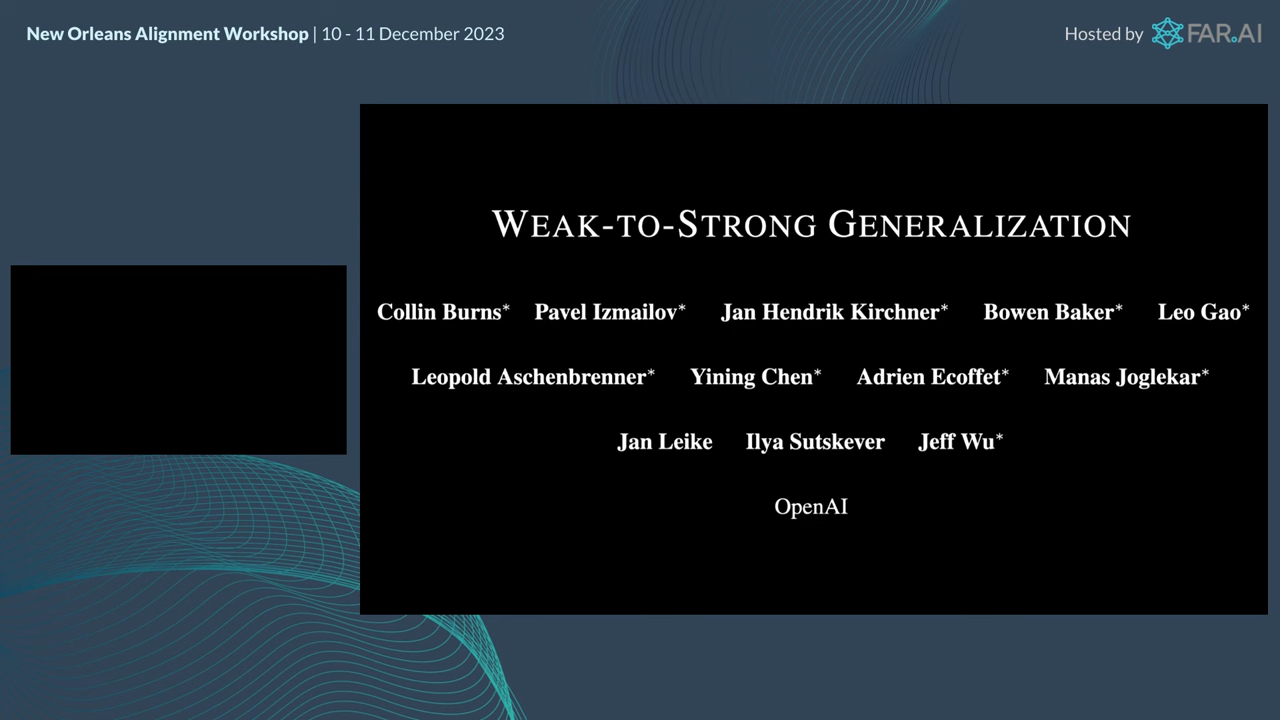 New Orleans Alignment Workshop | 10 - 11 December 2023
Hosted by FAR.AI
WEAK-TO-STRONG GENERALIZATION
Collin Burns* Pavel Izmailov* Jan Hendrik Kirchner* Bowen Baker* Leo Gao*
Leopold Aschenbrenner* Yining Chen* Adrien Ecoffet* Manas Joglekar*
Jan Leike Ilya Sutskever Jeff Wu*
OpenAI